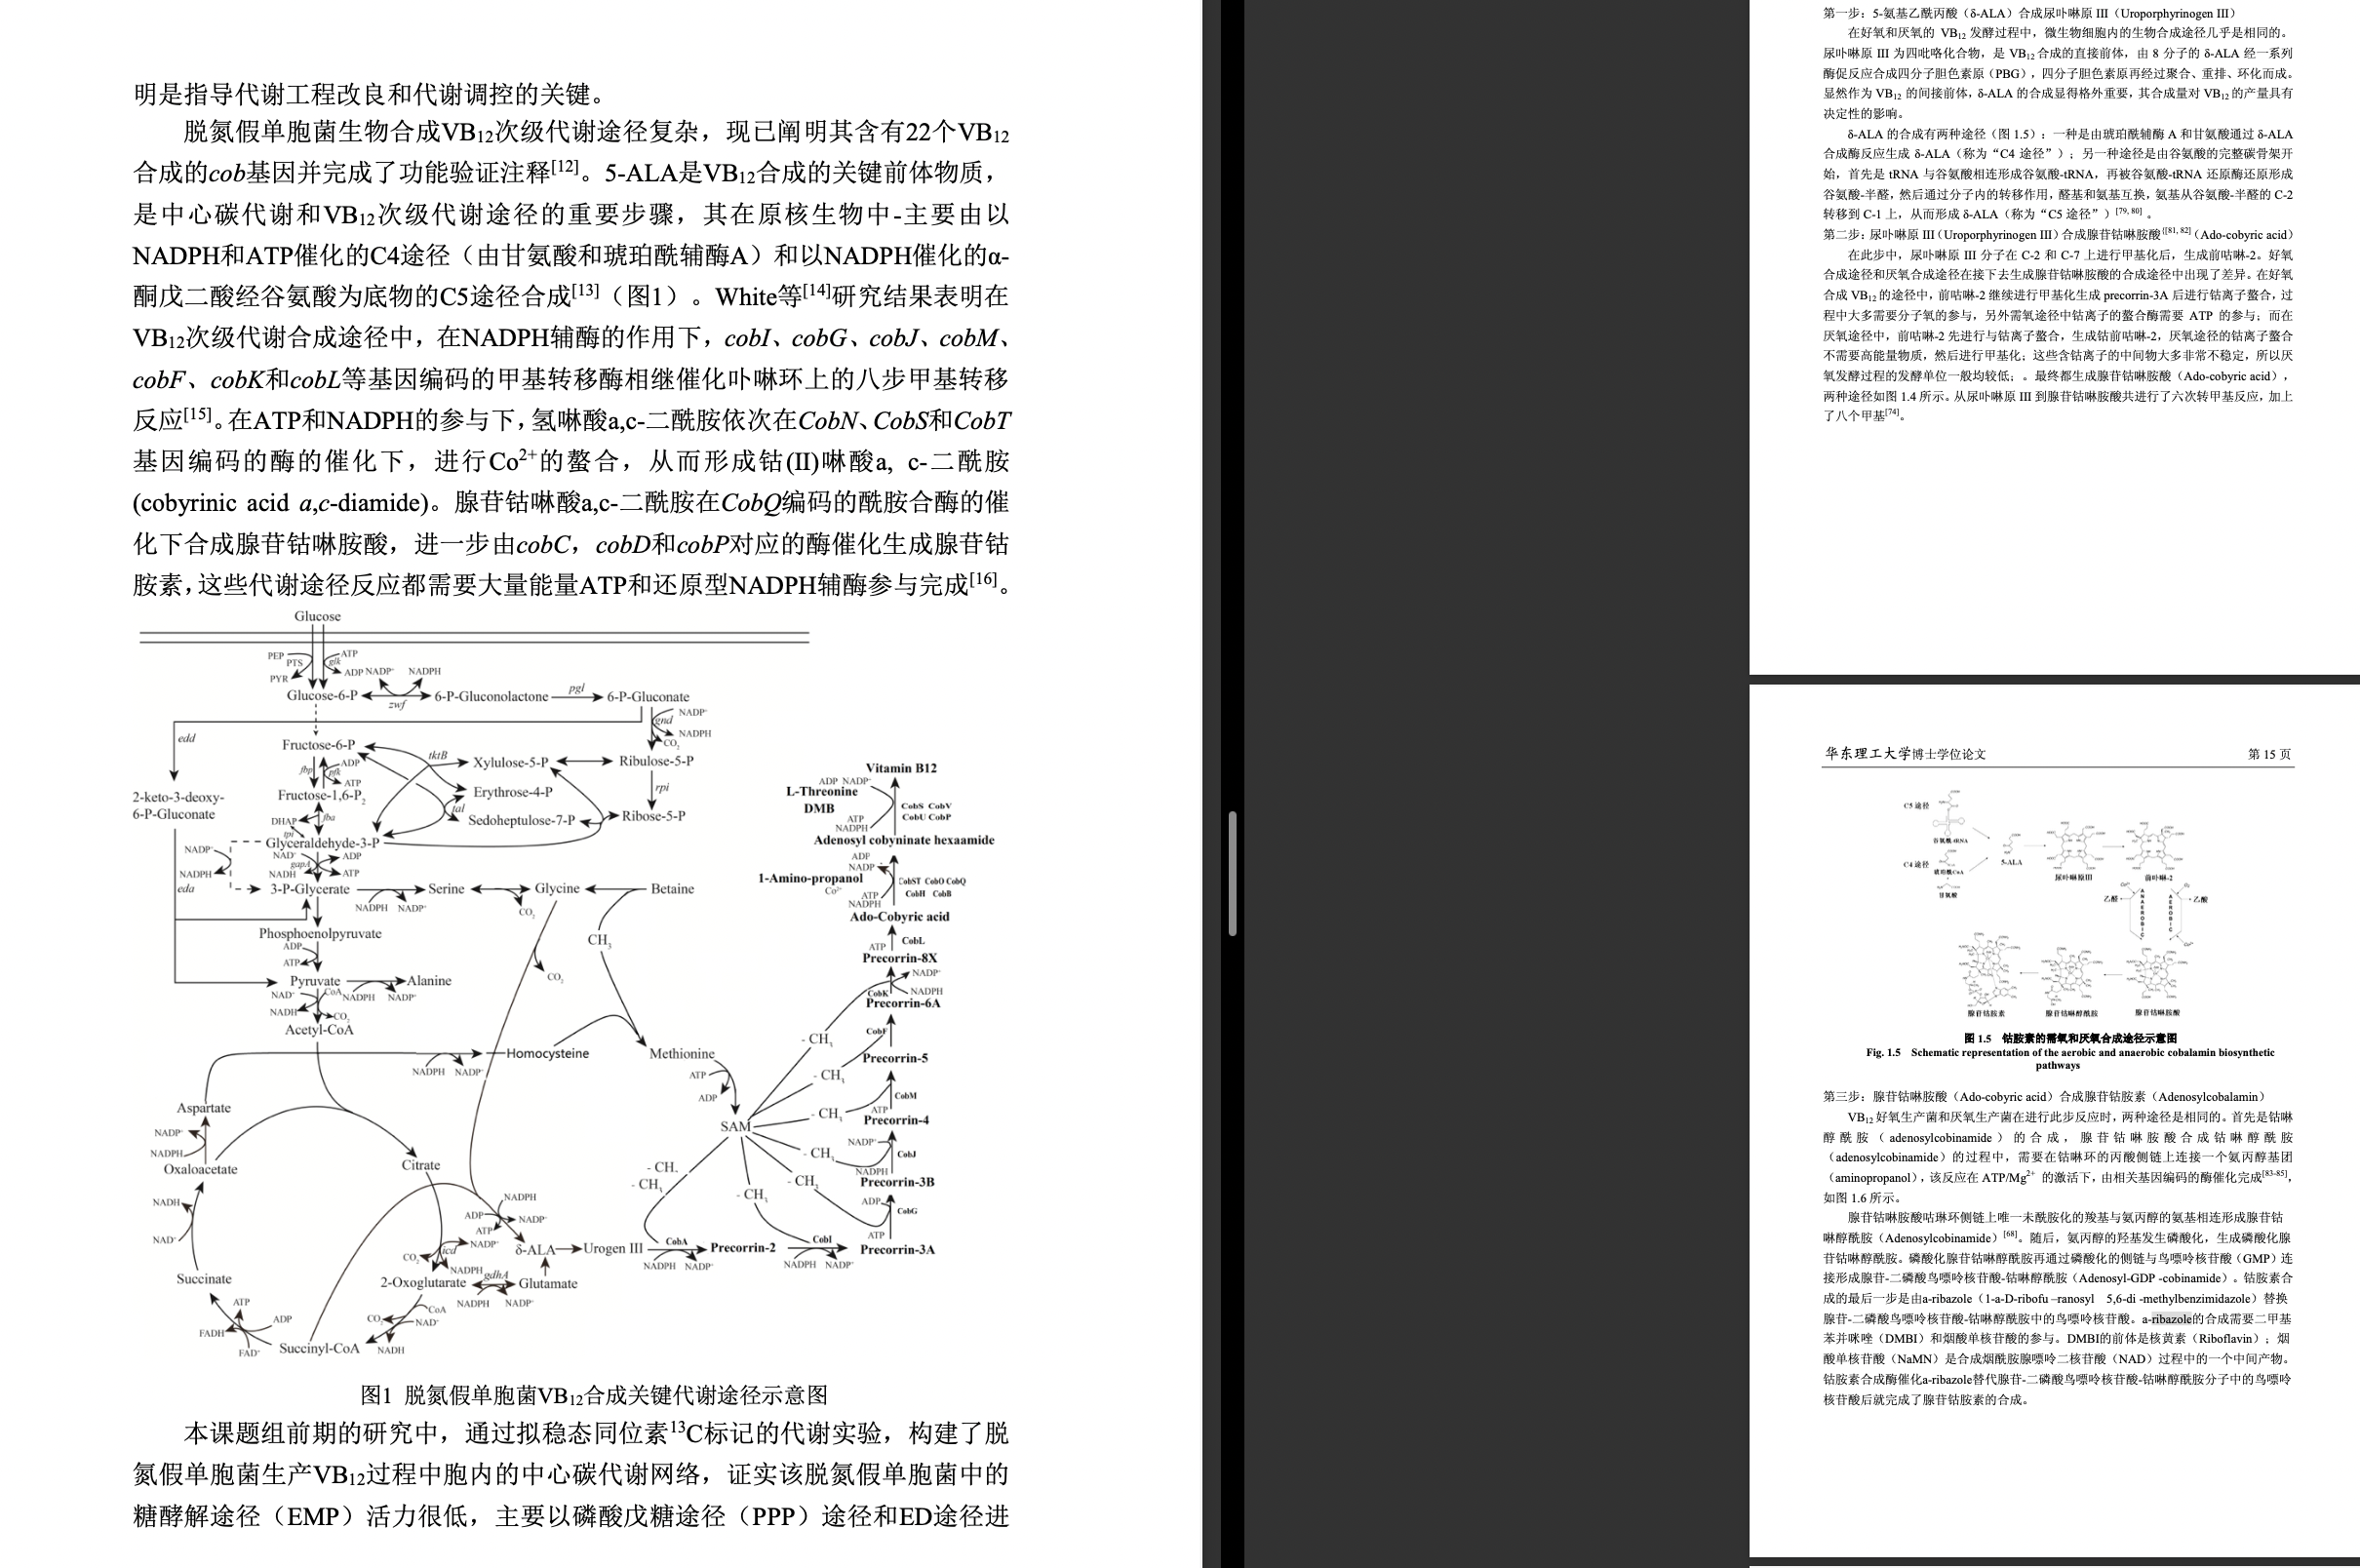 明是指导代谢工程改良和代谢调控的关键。
脱氮假单胞菌生物合成VB12次级代谢途径复杂，现已阐明其含有22个VB12
合成的cob基因并完成了功能验证注释[12]。5-ALA是VB12合成的关键前体物质，
是中心碳代谢和VB12次级代谢途径的重要步骤，其在原核生物中-主要由以
NADPH和ATP催化的C4途径（由甘氨酸和琥珀酰辅酶A）和以NADPH催化的α-
酮戊二酸经谷氨酸为底物的C5途径合成[13]（图1）。White等[14]研究结果表明在
VB12次级代谢合成途径中，在NADPH辅酶的作用下，cobI、cobG、cobJ、cobM、
cobF、cobK和cobL等基因编码的甲基转移酶相继催化卟啉环上的八步甲基转移
反应[15]。在ATP和NADPH的参与下，氢啉酸a,c-二酰胺依次在CobN、CobS和CobT
基因编码的酶的催化下，进行Co2+的螯合，从而形成钴(II)啉酸a, c-二酰胺
(cobyrinic acid a,c-diamide)。腺苷钴啉酸a,c-二酰胺在CobQ编码的酰胺合酶的催
化下合成腺苷钴啉胺酸，进一步由cobC，cobD和cobP对应的酶催化生成腺苷钴
胺素，这些代谢途径反应都需要大量能量ATP和还原型NADPH辅酶参与完成[16]。
Glucose
PEP
PTS
PYR
glk
ATP
ADP
NADP+
NADPH
Glucose-6-P
zwf
6-P-Gluconolactone
pgl
6-P-Gluconate
edd
gnd
NADP+
NADPH
CO2
Fructose-6-P
tktB
Xylulose-5-P
Ribulose-5-P
fbp
pfk
ADP
ATP
Fructose-1,6-P2
Erythrose-4-P
rpi
2-keto-3-deoxy-
6-P-Gluconate
DHAP
fba
tpi
tal
Sedoheptulose-7-P
Ribose-5-P
Glyceraldehyde-3-P
NADP+
NADPH
NAD+
gapA
NADH
ADP
ATP
eda
3-P-Glycerate
NADPH
NADP+
Serine
CO2
Glycine
Betaine
Phosphoenolpyruvate
ADP
ATP
CH3
CO2
Pyruvate
NADPH
NADP+
Alanine
NAD+
CoA
NADH
CO2
Acetyl-CoA
NADPH
NADP+
Homocysteine
Methionine
ATP
ADP
SAM
Aspartate
NADP+
NADPH
Oxaloacetate
Citrate
NADH
NAD+
NADPH
ADP
NADP+
ATP
CO2
icd
NADP+
NADPH
δ-ALA
Urogen III
CobA
NADPH
NADP+
Precorrin-2
CobI
NADPH
NADP+
Precorrin-3A
Succinate
2-Oxoglutarate
gdhA
Glutamate
NADPH
NADP+
ATP
ADP
FADH
FAD+
CO2
CoA
NAD+
NADH
Succinyl-CoA
Vitamin B12
ADP NADP+
L-Threonine
DMB
ATP
NADPH
CobS CobV
CobU CobP
Adenosyl cobyninate hexaamide
ADP
NADP+
1-Amino-propanol
Co2+
ATP
NADPH
CobST CobO CobQ
CobH CobB
Ado-Cobyric acid
ATP
CobL
Precorrin-8X
NADP+
NADPH
CobK
Precorrin-6A
- CH3
CobF
Precorrin-5
- CH3
CobM
ATP
Precorrin-4
- CH3
NADP+
CobJ
NADPH
- CH3
Precorrin-3B
- CH3
ADP
CobG
ATP
- CH3
- CH3
- CH3
图1 脱氮假单胞菌VB12合成关键代谢途径示意图
本课题组前期的研究中，通过拟稳态同位素13C标记的代谢实验，构建了脱
氮假单胞菌生产VB12过程中胞内的中心碳代谢网络，证实该脱氮假单胞菌中的
糖酵解途径（EMP）活力很低，主要以磷酸戊糖途径（PPP）途径和ED途径进
第一步：5-氨基乙酰丙酸（δ-ALA）合成尿卟啉原 III（Uroporphyrinogen III）
在好氧和厌氧的 VB12 发酵过程中，微生物细胞内的生物合成途径几乎是相同的。
尿卟啉原 III 为四吡咯化合物，是 VB12 合成的直接前体，由 8 分子的 δ-ALA 经一系列
酶促反应合成四分子胆色素原（PBG），四分子胆色素原再经过聚合、重排、环化而成。
显然作为 VB12 的间接前体，δ-ALA 的合成显得格外重要，其合成量对 VB12 的产量具有
决定性的影响。
δ-ALA 的合成有两种途径（图 1.5）：一种是由琥珀酰辅酶 A 和甘氨酸通过 δ-ALA
合成酶反应生成 δ-ALA（称为“C4 途径”）；另一种途径是由谷氨酸的完整碳骨架开
始，首先是 tRNA 与谷氨酸相连形成谷氨酸-tRNA，再被谷氨酸-tRNA 还原酶还原形成
谷氨酸-半醛，然后通过分子内的转移作用，醛基和氨基互换，氨基从谷氨酸-半醛的 C-2
转移到 C-1 上，从而形成 δ-ALA（称为“C5 途径”）[79, 80] 。
第二步：尿卟啉原 III（Uroporphyrinogen III）合成腺苷钴啉胺酸[[81, 82]（Ado-cobyric acid）
在此步中，尿卟啉原 III 分子在 C-2 和 C-7 上进行甲基化后，生成前咕啉-2。好氧
合成途径和厌氧合成途径在接下去生成腺苷钴啉胺酸的合成途径中出现了差异。在好氧
合成 VB12 的途径中，前咕啉-2 继续进行甲基化生成 precorrin-3A 后进行钴离子螯合，过
程中大多需要分子氧的参与，另外需氧途径中钴离子的螯合酶需要 ATP 的参与；而在
厌氧途径中，前咕啉-2 先进行与钴离子螯合，生成钴前咕啉-2，厌氧途径的钴离子螯合
不需要高能量物质，然后进行甲基化；这些含钴离子的中间物大多非常不稳定，所以厌
氧发酵过程的发酵单位一般均较低；。最终都生成腺苷钴啉胺酸（Ado-cobyric acid），
两种途径如图 1.4 所示。从尿卟啉原 III 到腺苷钴啉胺酸共进行了六次转甲基反应，加上
了八个甲基[74]。
华东理工大学博士学位论文
第 15 页
C5 途径
谷氨酰-tRNA
C4 途径
琥珀酰CoA
甘氨酸
5-ALA
尿卟啉原III
前卟啉-2
乙醛
ANAEROBIC
AEROBIC
乙酸
腺苷钴胺素
腺苷钴啉醇酰胺
腺苷钴啉胺酸
图 1.5 钴胺素的需氧和厌氧合成途径示意图
Fig. 1.5 Schematic representation of the aerobic and anaerobic cobalamin biosynthetic
pathways
第三步：腺苷钴啉胺酸（Ado-cobyric acid）合成腺苷钴胺素（Adenosylcobalamin）
VB12 好氧生产菌和厌氧生产菌在进行此步反应时，两种途径是相同的。首先是钴啉
醇酰胺（adenosylcobinamide）的合成，腺苷钴啉胺酸合成钴啉醇酰胺
（adenosylcobinamide）的过程中，需要在钴啉环的丙酸侧链上连接一个氨丙醇基团
（aminopropanol），该反应在 ATP/Mg2+ 的激活下，由相关基因编码的酶催化完成[83-85]，
如图 1.6 所示。
腺苷钴啉胺酸咕琳环侧链上唯一未酰胺化的羧基与氨丙醇的氨基相连形成腺苷钴
啉醇酰胺（Adenosylcobinamide）[68]。随后，氨丙醇的羟基发生磷酸化，生成磷酸化腺
苷钴啉醇酰胺。磷酸化腺苷钴啉醇酰胺再通过磷酸化的侧链与鸟嘌呤核苷酸（GMP）连
接形成腺苷-二磷酸鸟嘌呤核苷酸-钴啉醇酰胺（Adenosyl-GDP -cobinamide）。钴胺素合
成的最后一步是由a-ribazole（1-a-D-ribofu –ranosyl 5,6-di -methylbenzimidazole）替换
腺苷-二磷酸鸟嘌呤核苷酸-钴啉醇酰胺中的鸟嘌呤核苷酸。a-ribazole的合成需要二甲基
苯并咪唑（DMBI）和烟酸单核苷酸的参与。DMBI的前体是核黄素（Riboflavin）；烟
酸单核苷酸（NaMN）是合成烟酰胺腺嘌呤二核苷酸（NAD）过程中的一个中间产物。
钴胺素合成酶催化a-ribazole替代腺苷-二磷酸鸟嘌呤核苷酸-钴啉醇酰胺分子中的鸟嘌呤
核苷酸后就完成了腺苷钴胺素的合成。